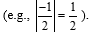 (e.g., |−1/2| = 1/2 ).